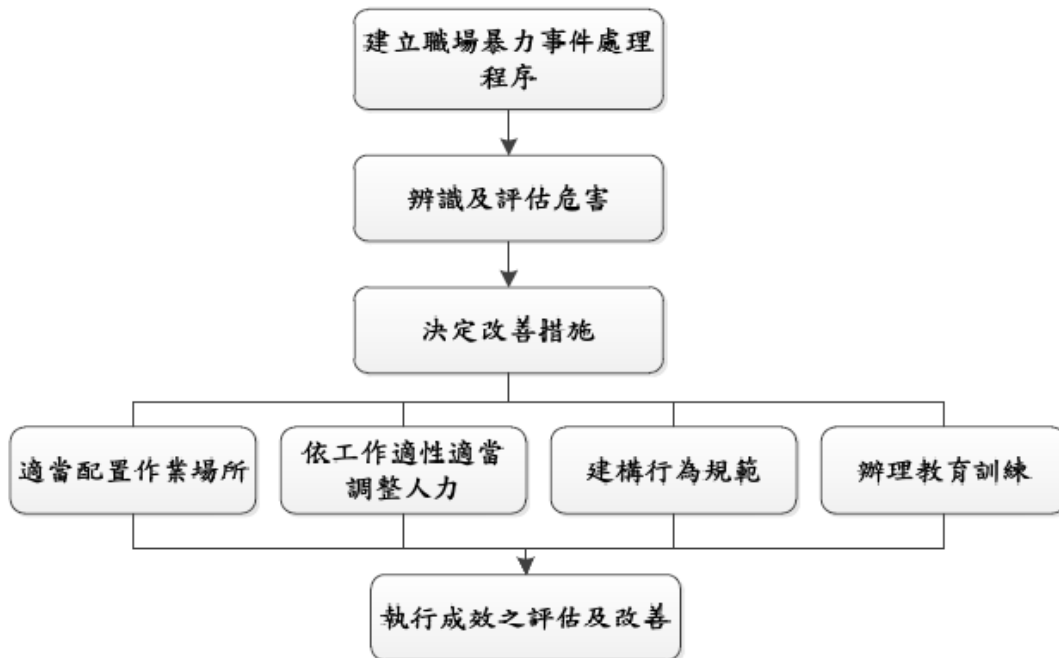 建立職場暴力事件處理
程序
辨識及評估危害
決定改善措施
適當配置作業場所
依工作適性適當
調整人力
建構行為規範
辦理教育訓練
執行成效之評估及改善